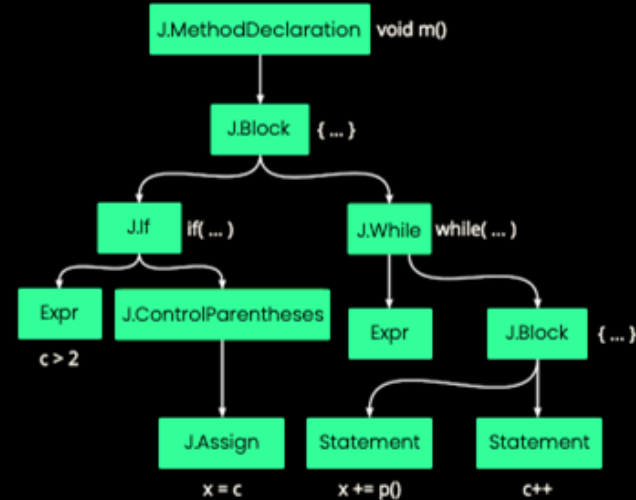 J.MethodDeclaration void m()
J.Block { ... }
J.If if( ... ) J.While while( ... )
Expr J.ControlParentheses Expr J.Block { ... }
c > 2
J.Assign Statement Statement
x = c x += p() c++